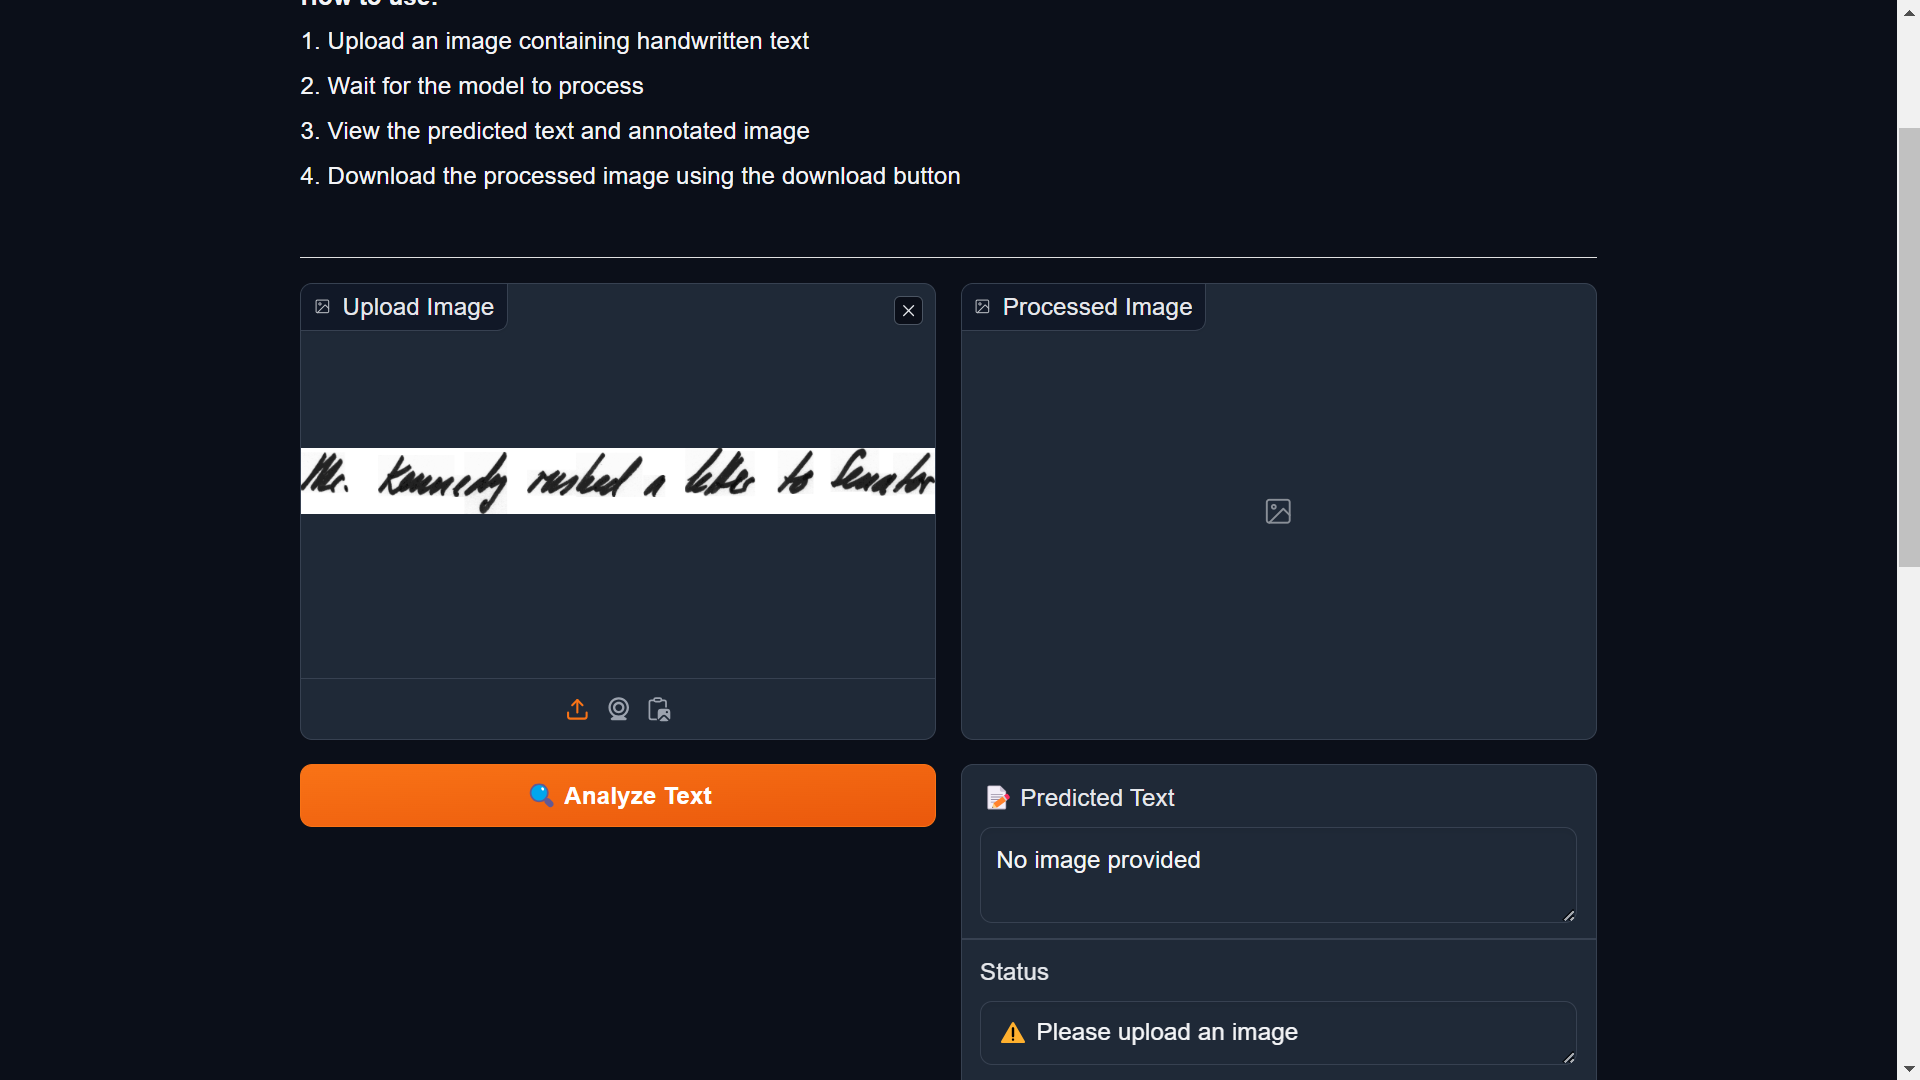 How to use:
1. Upload an image containing handwritten text
2. Wait for the model to process
3. View the predicted text and annotated image
4. Download the processed image using the download button
Upload Image
Mr. Kennedy rushed a letter to Senator
Analyze Text
Processed Image
Predicted Text
No image provided
Status
Please upload an image